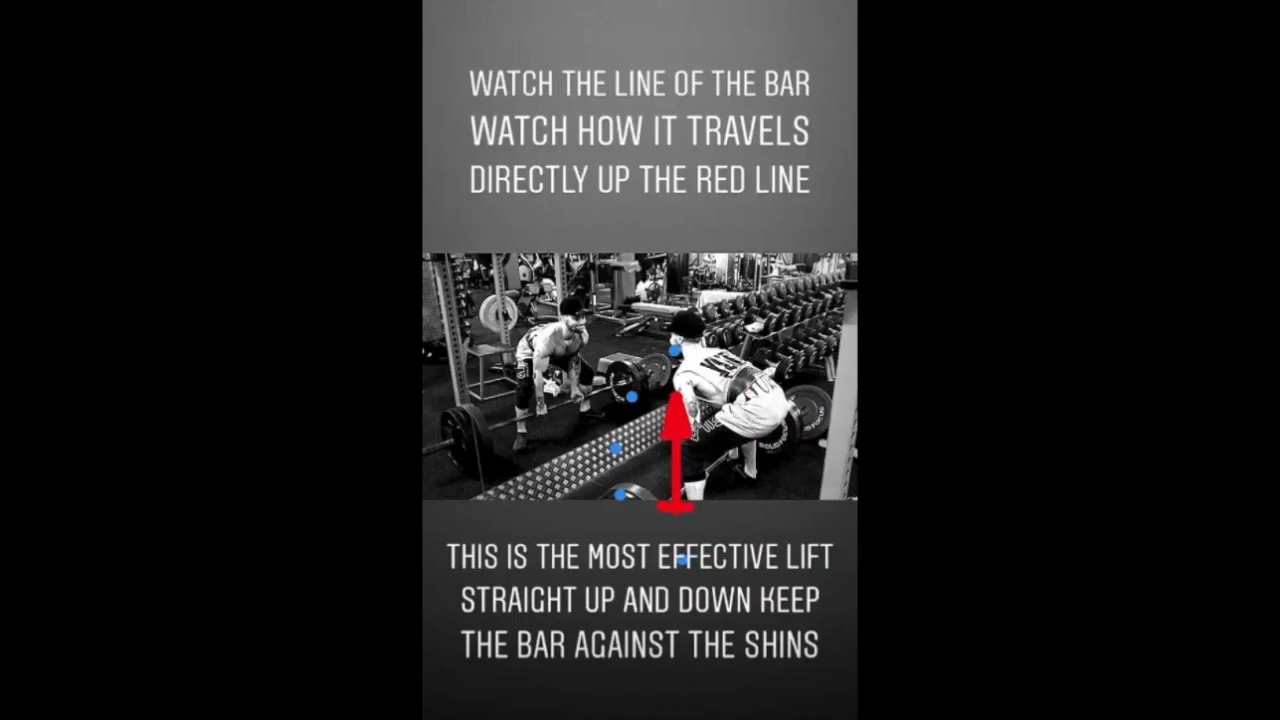 WATCH THE LINE OF THE BAR
WATCH HOW IT TRAVELS
DIRECTLY UP THE RED LINE
THIS IS THE MOST EFFECTIVE LIFT
STRAIGHT UP AND DOWN KEEP
THE BAR AGAINST THE SHINS